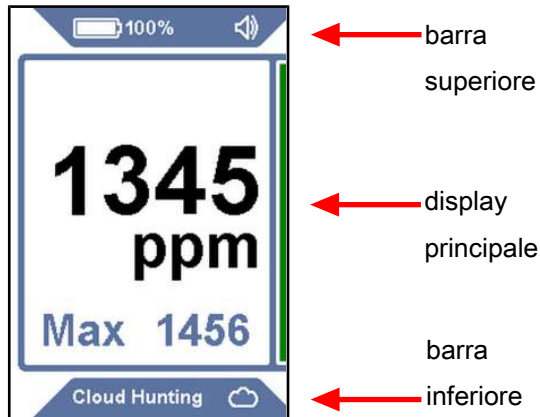 100%
barra
superiore
1345
ppm
display
principale
Max 1456
Cloud Hunting
barra
inferiore